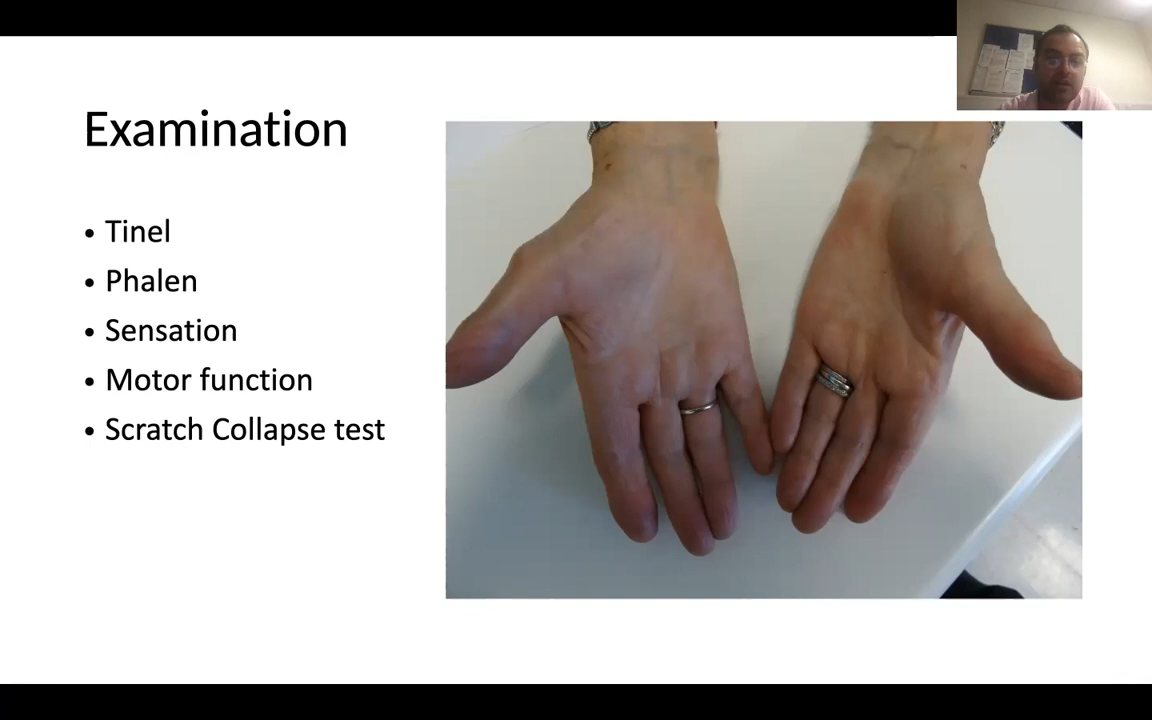 Examination
• Tinel
• Phalen
• Sensation
• Motor function
• Scratch Collapse test